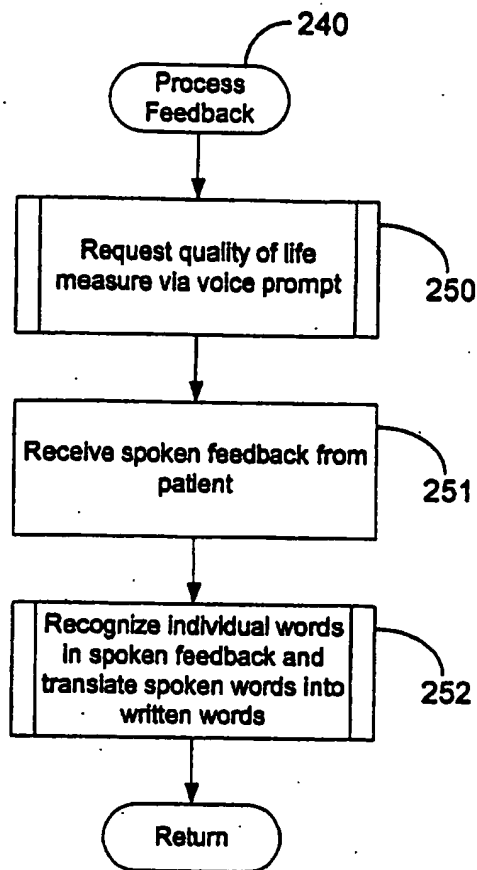 240
Process
Feedback
Request quality of life
measure via voice prompt
250
Receive spoken feedback from
patient
251
Recognize individual words
in spoken feedback and
translate spoken words into
written words
252
Return